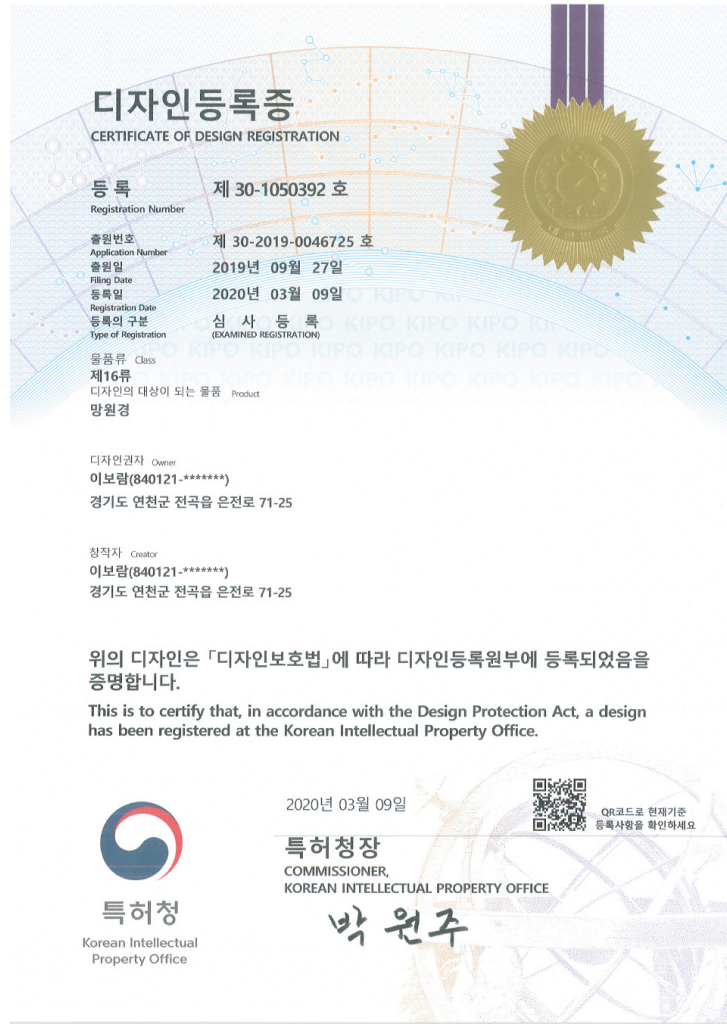 디자인등록증
CERTIFICATE OF DESIGN REGISTRATION
등 록 제 30-1050392 호
Registration Number
출원번호 제 30-2019-0046725 호
Application Number
출원일 2019년 09월 27일
Filing Date
등록일 2020년 03월 09일
Registration Date
등록의 구분 심 사 등 록
Type of Registration (EXAMINED REGISTRATION)
물품류 Class
제16류
디자인의 대상이 되는 물품 Product
망원경
디자인권자 Owner
이보람(840121-*******)
경기도 연천군 전곡읍 은전로 71-25
창작자 Creator
이보람(840121-*******)
경기도 연천군 전곡읍 은전로 71-25
위의 디자인은 「디자인보호법」에 따라 디자인등록원부에 등록되었음을
증명합니다.
This is to certify that, in accordance with the Design Protection Act, a design
has been registered at the Korean Intellectual Property Office.
2020년 03월 09일
QR코드로 현재기준
등록사항을 확인하세요
특허청장
COMMISSIONER,
KOREAN INTELLECTUAL PROPERTY OFFICE
박 원 주
특허청
Korean Intellectual
Property Office